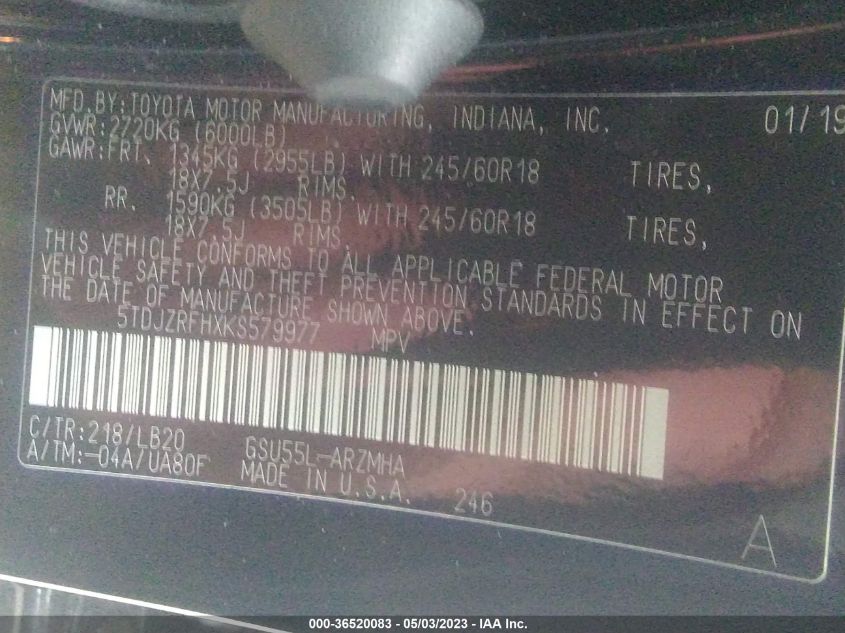 MFD. BY: TOYOTA MOTOR MANUFACTURING, INDIANA, INC. 01/19
GVWR: 2720KG (6000LB)
GAWR: FRT. 1345KG (2955LB) WITH 245/60R18 TIRES,
18X7.5J RIMS.
RR. 1590KG (3505LB) WITH 245/60R18 TIRES,
18X7.5J RIMS.
THIS VEHICLE CONFORMS TO ALL APPLICABLE FEDERAL MOTOR
VEHICLE SAFETY AND THEFT PREVENTION STANDARDS IN EFFECT ON
THE DATE OF MANUFACTURE SHOWN ABOVE.
5TDJZRFHXKS579977 MPV
C/TR: 218/LB20 GSU55L-ARZMHA
A/TM: -04A/UA80F MADE IN U.S.A. 246
A
000-36520083 - 05/03/2023 - IAA Inc.